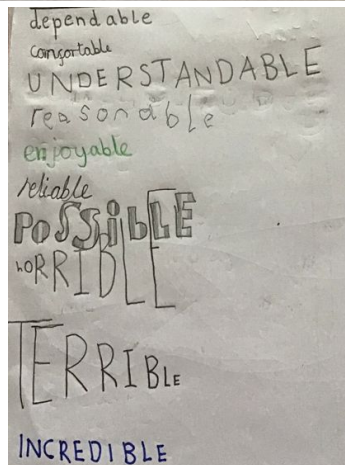 dependable
comfortable
UNDERSTANDABLE
reasonable
enjoyable
reliable
PoSSiBLE
hORRIBLE
TERRIBLE
INCREDIBLE